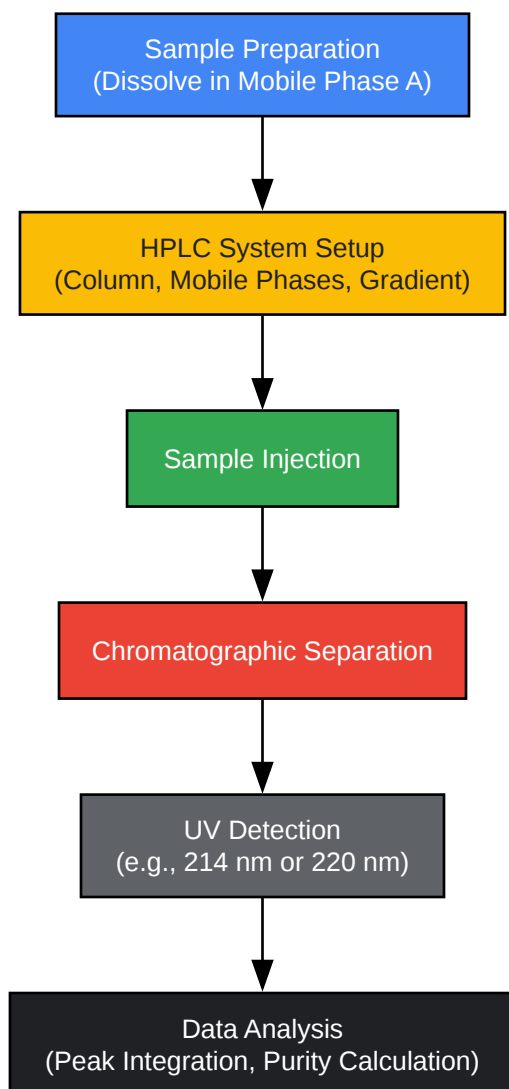 Sample Preparation
(Dissolve in Mobile Phase A)
HPLC System Setup
(Column, Mobile Phases, Gradient)
Sample Injection
Chromatographic Separation
UV Detection
(e.g., 214 nm or 220 nm)
Data Analysis
(Peak Integration, Purity Calculation)